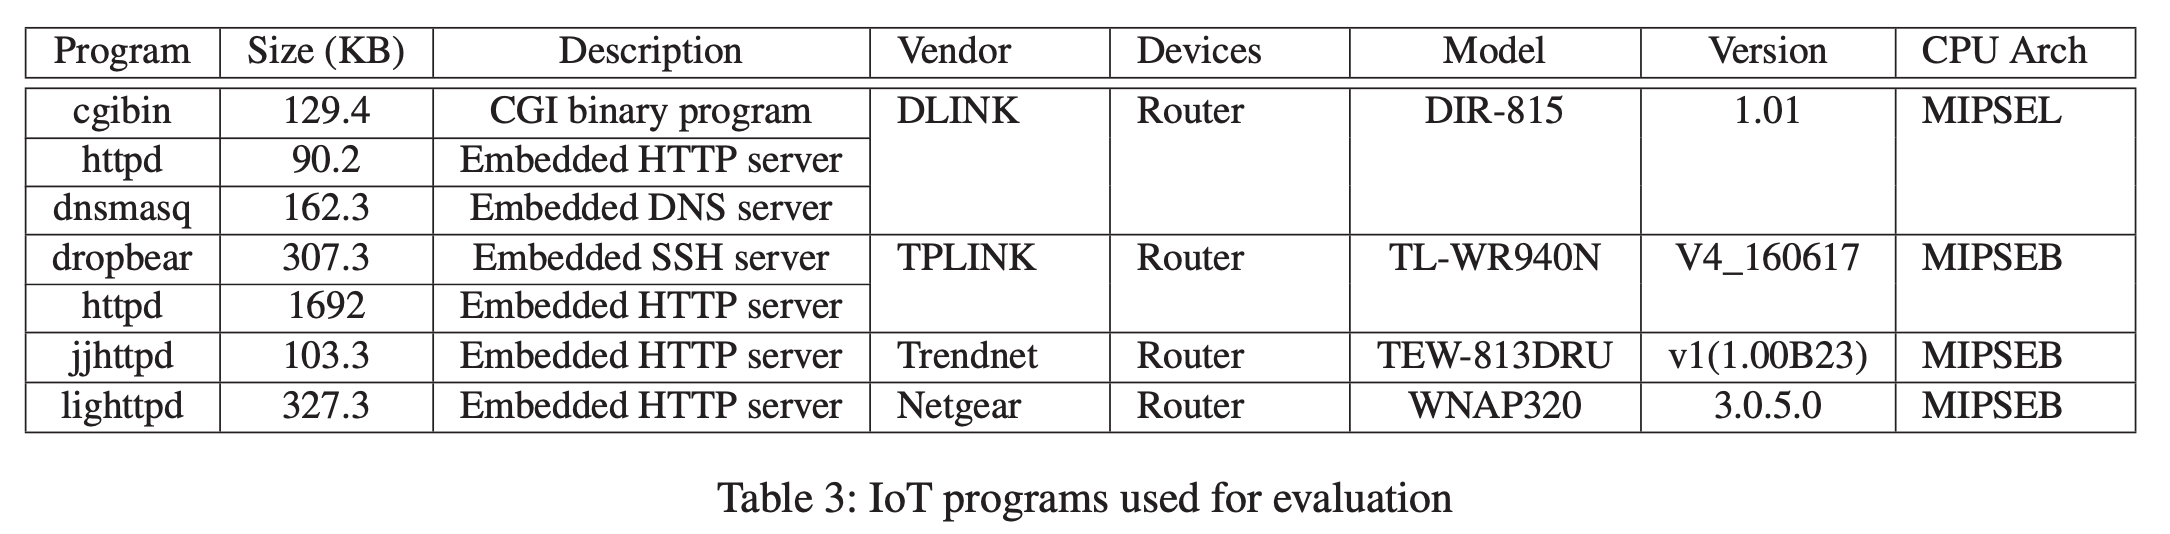 Program Size (KB) Description Vendor Devices Model Version CPU Arch
cgibin 129.4 CGI binary program DLINK Router DIR-815 1.01 MIPSEL
httpd 90.2 Embedded HTTP server
dnsmasq 162.3 Embedded DNS server
dropbear 307.3 Embedded SSH server TPLINK Router TL-WR940N V4_160617 MIPSEB
httpd 1692 Embedded HTTP server
jjhttpd 103.3 Embedded HTTP server Trendnet Router TEW-813DRU v1(1.00B23) MIPSEB
lighttpd 327.3 Embedded HTTP server Netgear Router WNAP320 3.0.5.0 MIPSEB
Table 3: IoT programs used for evaluation